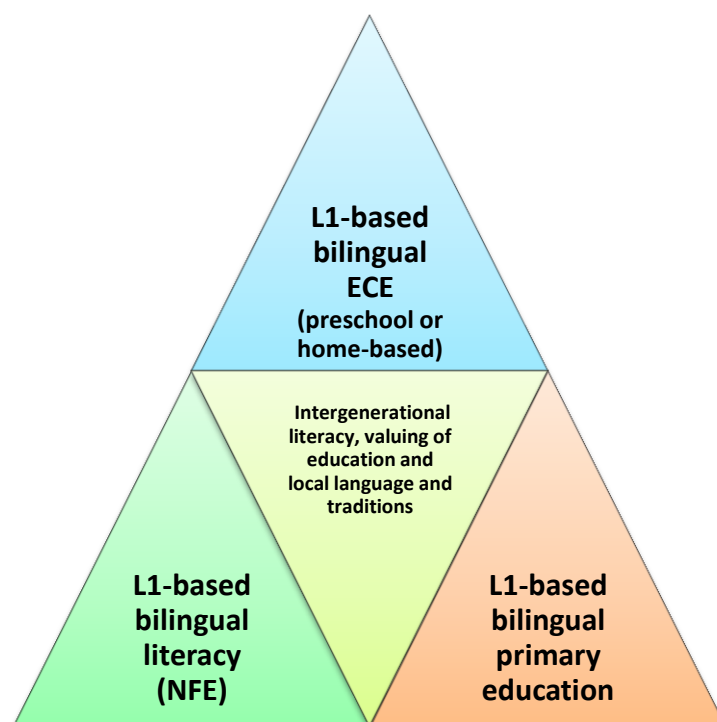 L1-based
bilingual
ECE
(preschool or
home-based)
Intergenerational
literacy, valuing of
education and
local language and
traditions
L1-based
bilingual
literacy
(NFE)
L1-based
bilingual
primary
education